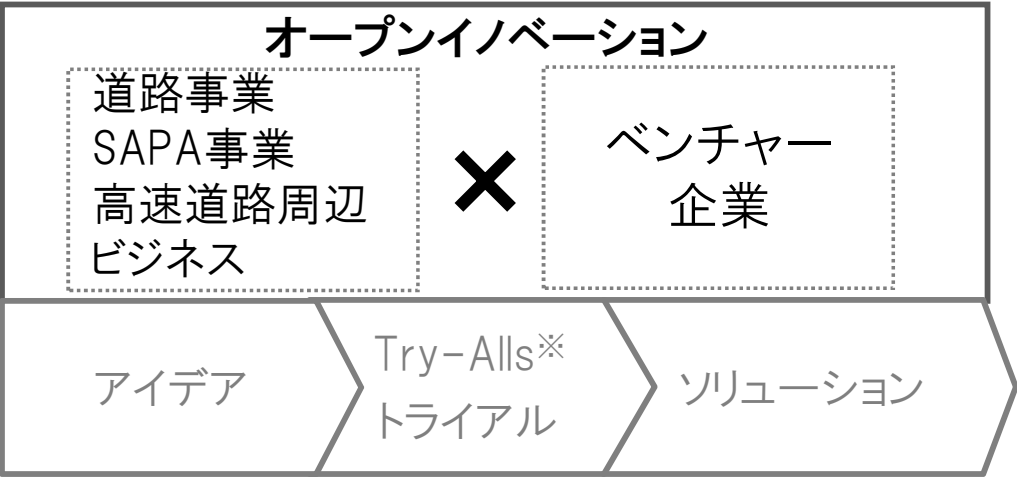 オープンイノベーション
道路事業
SAPA事業
高速道路周辺
ビジネス
×
ベンチャー
企業
アイデア
Try-Alls※
トライアル
ソリューション